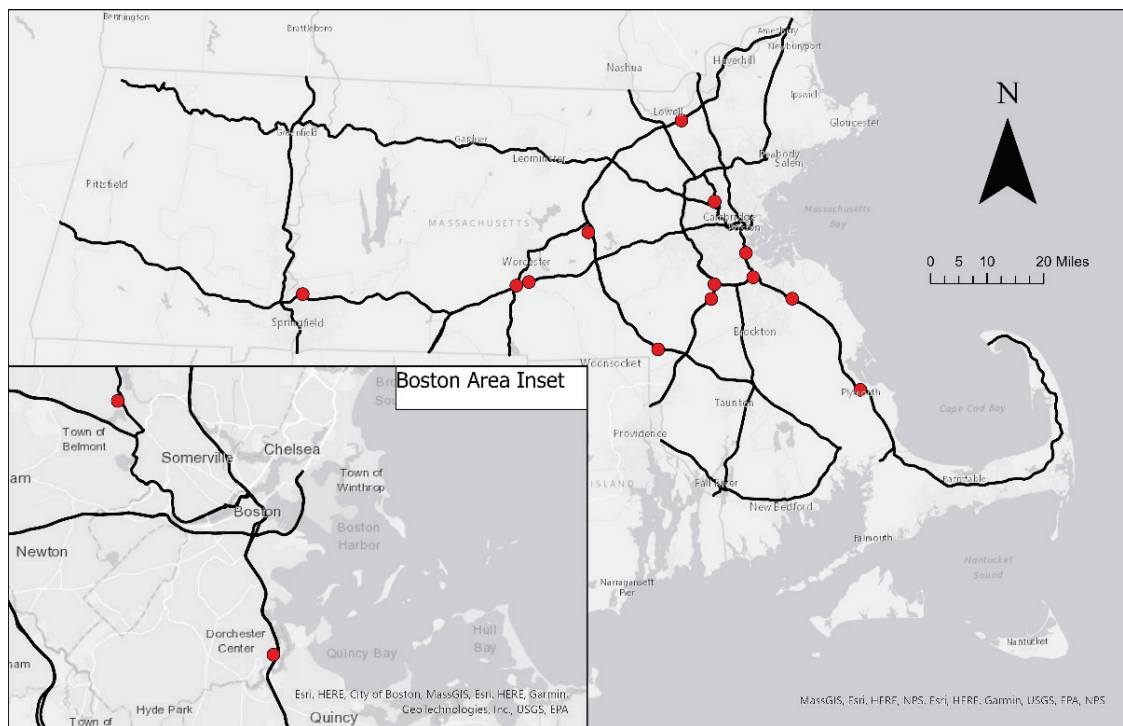 Bennington
Brattleboro
Amesbury
Newburyport
Nashua
Haverhill
Ipswich
Lowell
Gloucester
Greenfield
Gardner
Leominster
Peabody
Salem
Pittsfield
MASSACHUSETTS
Cambridge
Boston
Massachusetts
Bay
N
0 5 10 20 Miles
Worcester
Springfield
Brockton
Woonsocket
Taunton
Plymouth
Cape Cod Bay
Providence
ISLAND
Fall River
New Bedford
Barnstable
Falmouth
Nantucket
Sound
Narragansett
Pier
Nantucket
MassGIS, Esri, HERE, NPS, Esri, HERE, Garmin, USGS, EPA, NPS
Boston Area Inset
Town of
Belmont
Somerville
Chelsea
Town of
Winthrop
am
Boston
Boston
Harbor
Newton
Dorchester
Center
Quincy Bay
Hull
Bay
ham
Hyde Park
Town of
Quincy
Esri, HERE, City of Boston, MassGIS, Esri, HERE, Garmin,
GeoTechnologies, Inc., USGS, EPA